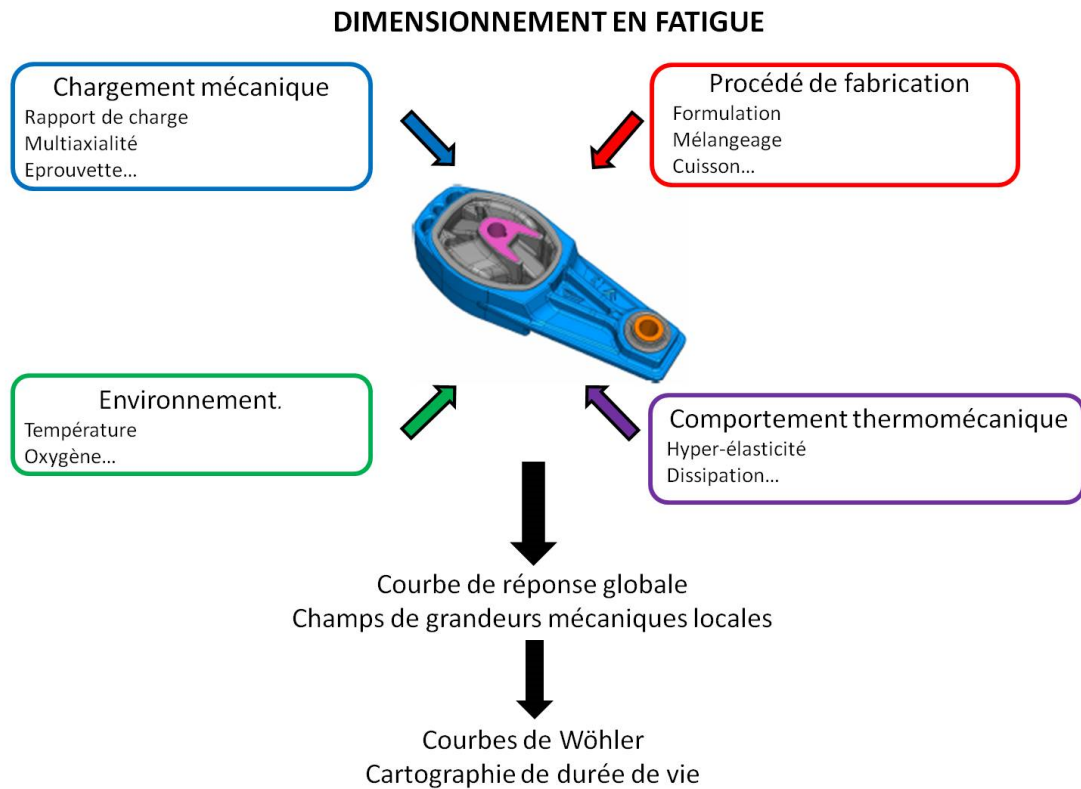 DIMENSIONNEMENT EN FATIGUE
Chargement mécanique
Rapport de charge
Multiaxialité
Eprouvette...
Procédé de fabrication
Formulation
Mélangeage
Cuisson...
Environnement.
Température
Oxygène...
Comportement thermomécanique
Hyper-élasticité
Dissipation...
Courbe de réponse globale
Champs de grandeurs mécaniques locales
Courbes de Wöhler
Cartographie de durée de vie